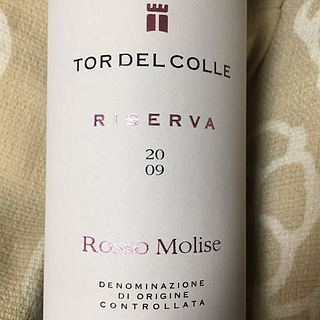 TOR DEL COLLE
RISERVA
20
09
Rosso Molise
DENOMINAZIONE
DI ORIGINE
CONTROLLATA